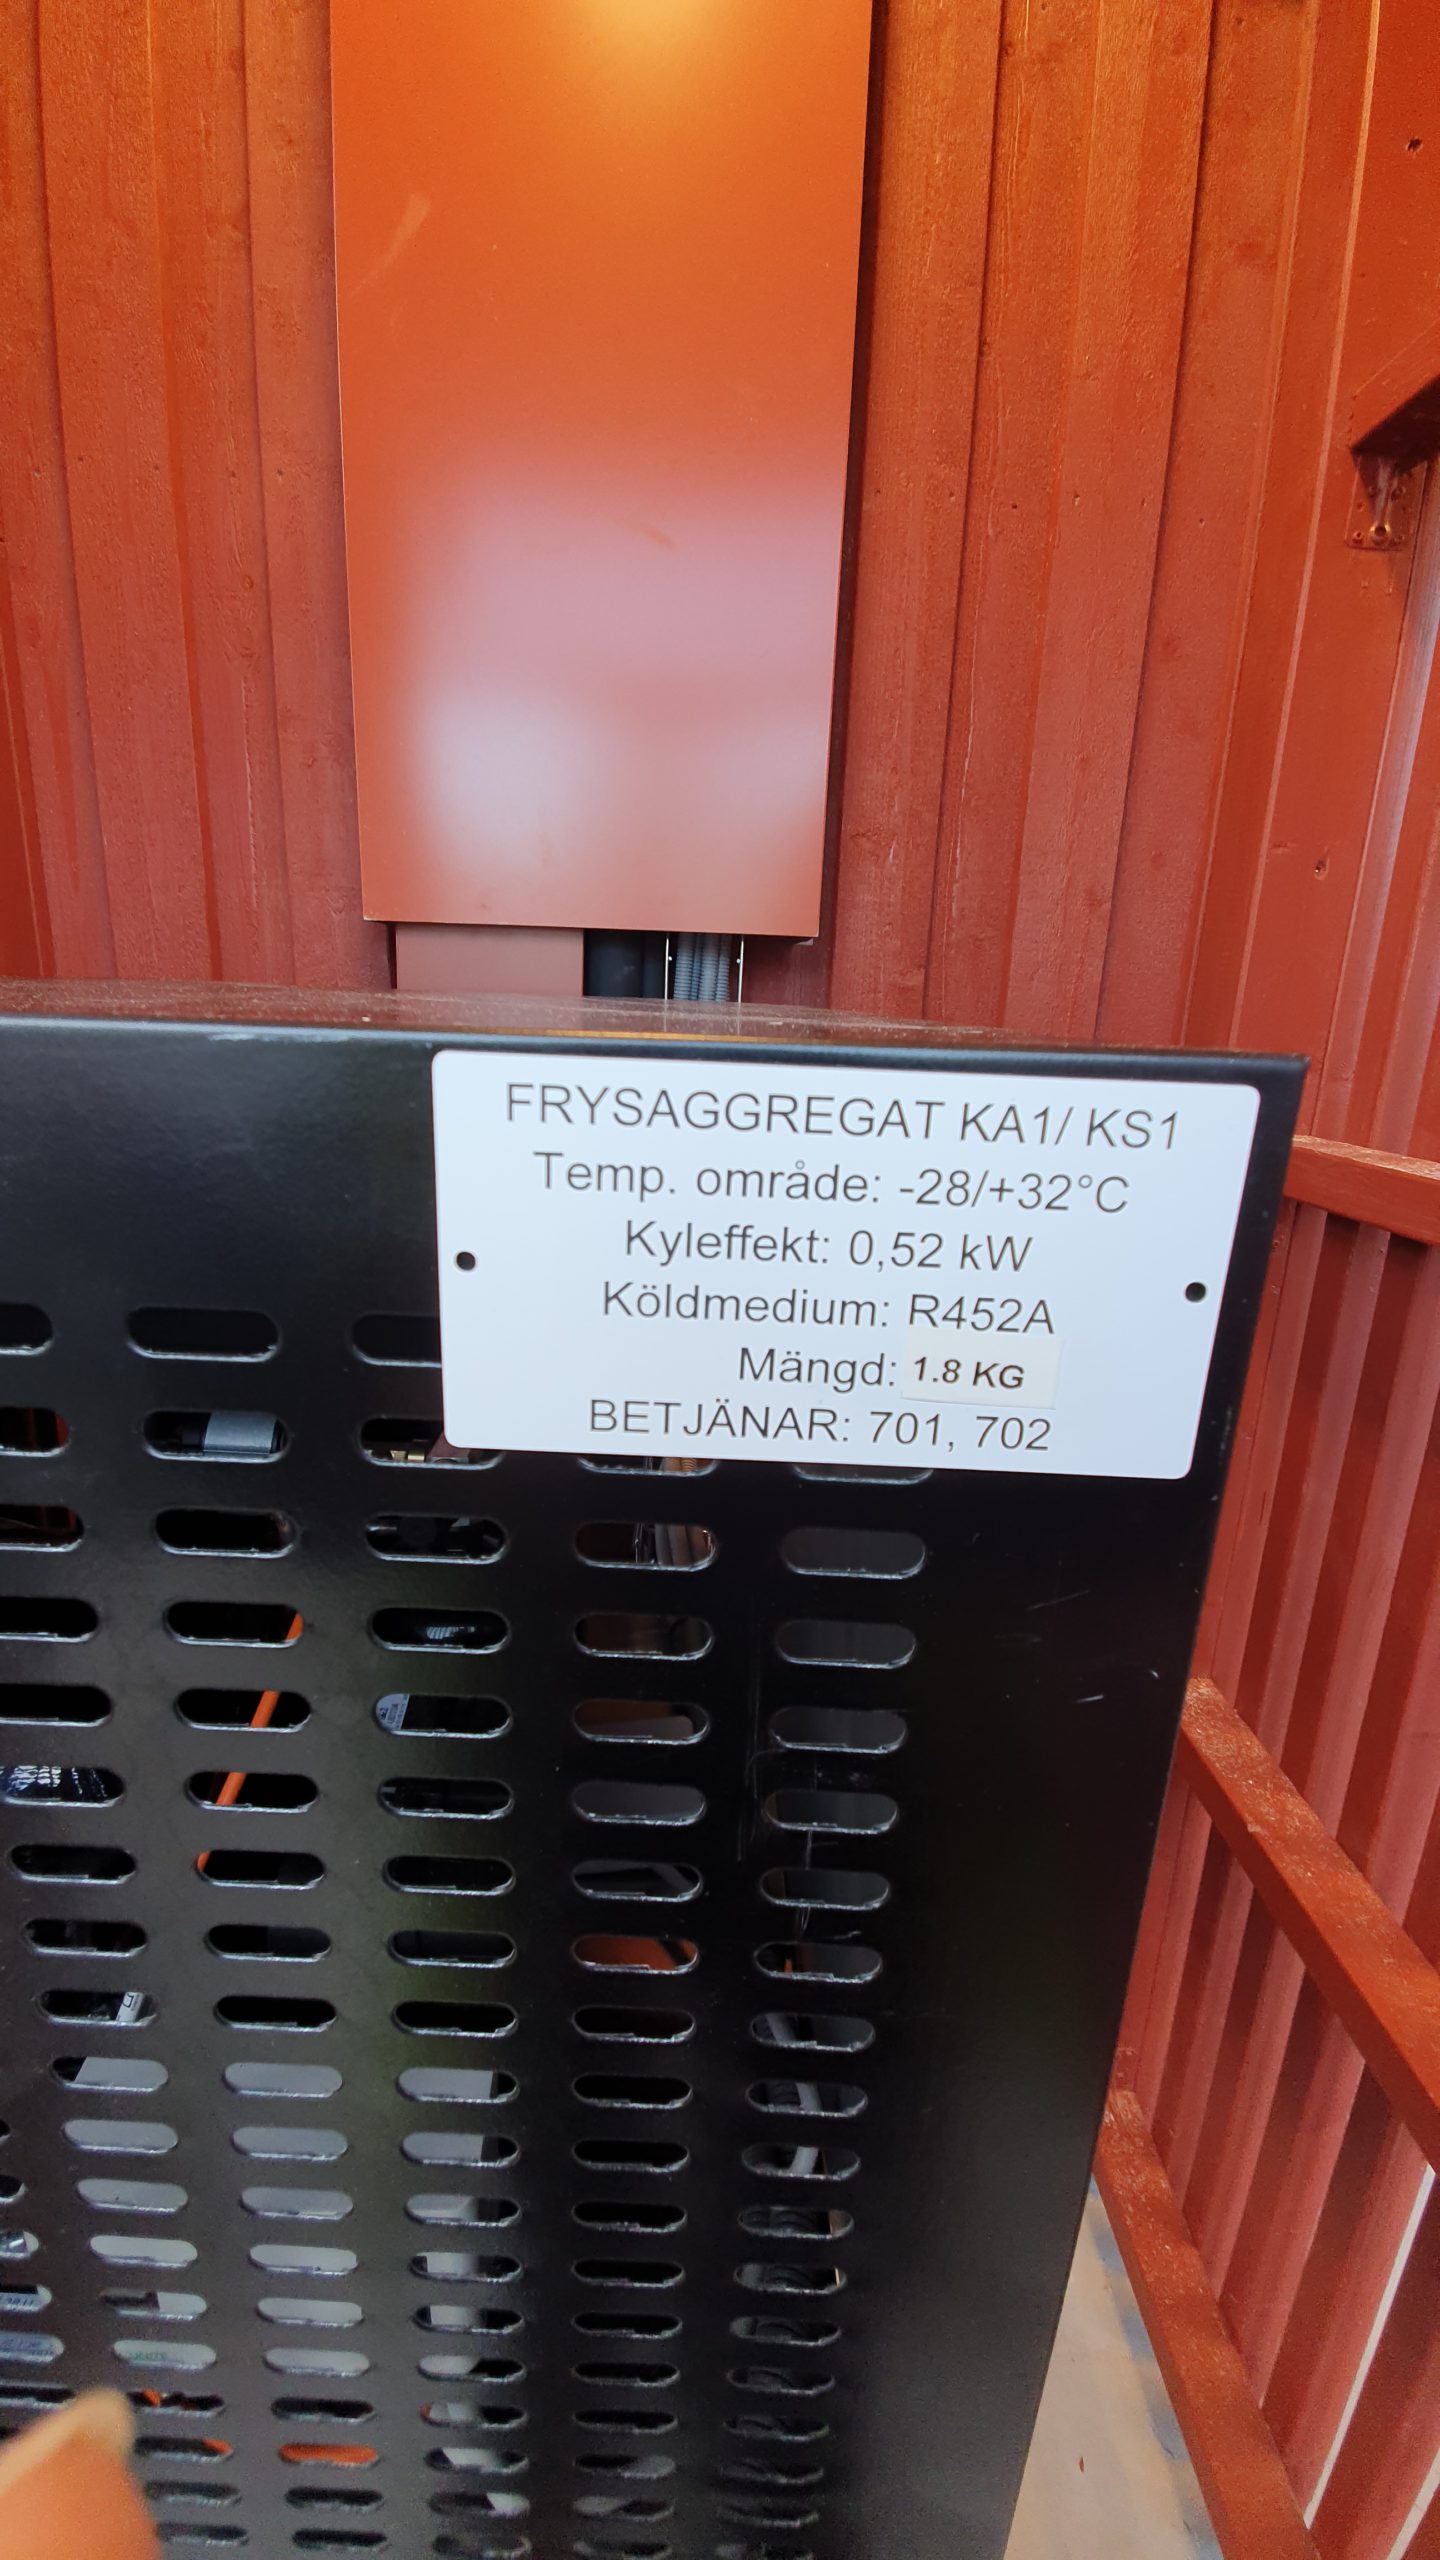 FRYSAGGREGAT KA1/ KS1
Temp. område: -28/+32°C
Kyleffekt: 0,52 kW
Köldmedium: R452A
Mängd: 1.8 KG
BETJÄNAR: 701, 702